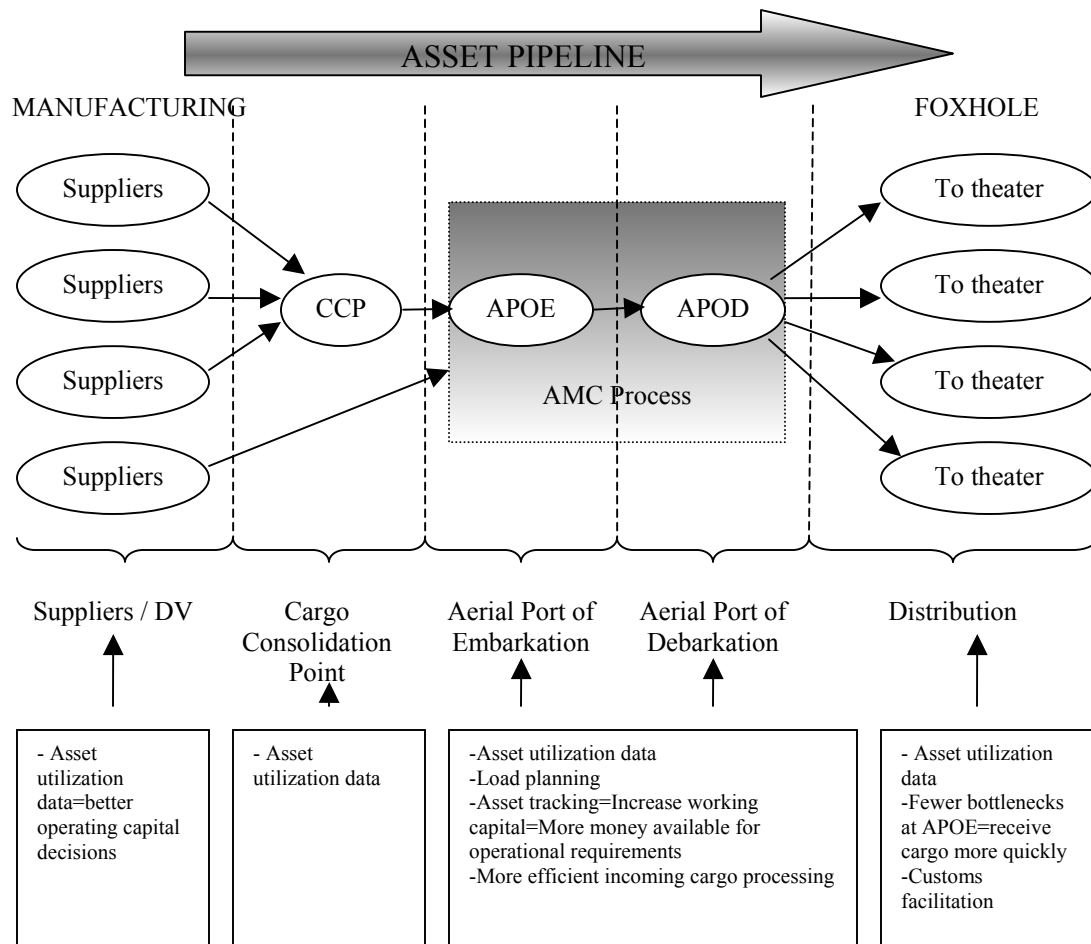 ASSET PIPELINE
MANUFACTURING
FOXHOLE
Suppliers
To theater
Suppliers
To theater
CCP
APOE
APOD
Suppliers
To theater
AMC Process
Suppliers
To theater
Suppliers / DV
Cargo
Consolidation
Point
Aerial Port of
Embarkation
Aerial Port of
Debarkation
Distribution
- Asset
utilization
data=better
operating capital
decisions
- Asset
utilization data
-Asset utilization data
-Load planning
-Asset tracking=Increase working
capital=More money available for
operational requirements
-More efficient incoming cargo processing
- Asset utilization
data
-Fewer bottlenecks
at APOE=receive
cargo more quickly
-Customs
facilitation